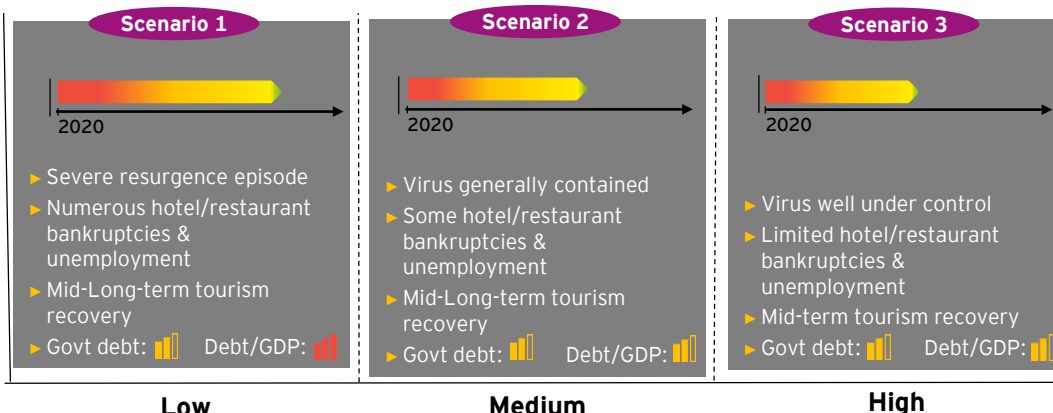 Scenario 1
2020
► Severe resurgence episode
► Numerous hotel/restaurant
bankruptcies &
unemployment
► Mid-Long-term tourism
recovery
► Govt debt: Debt/GDP:
Low
Scenario 2
2020
► Virus generally contained
► Some hotel/restaurant
bankruptcies &
unemployment
► Mid-Long-term tourism
recovery
► Govt debt: Debt/GDP:
Medium
Scenario 3
2020
► Virus well under control
► Limited hotel/restaurant
bankruptcies &
unemployment
► Mid-term tourism recovery
► Govt debt: Debt/GDP:
High